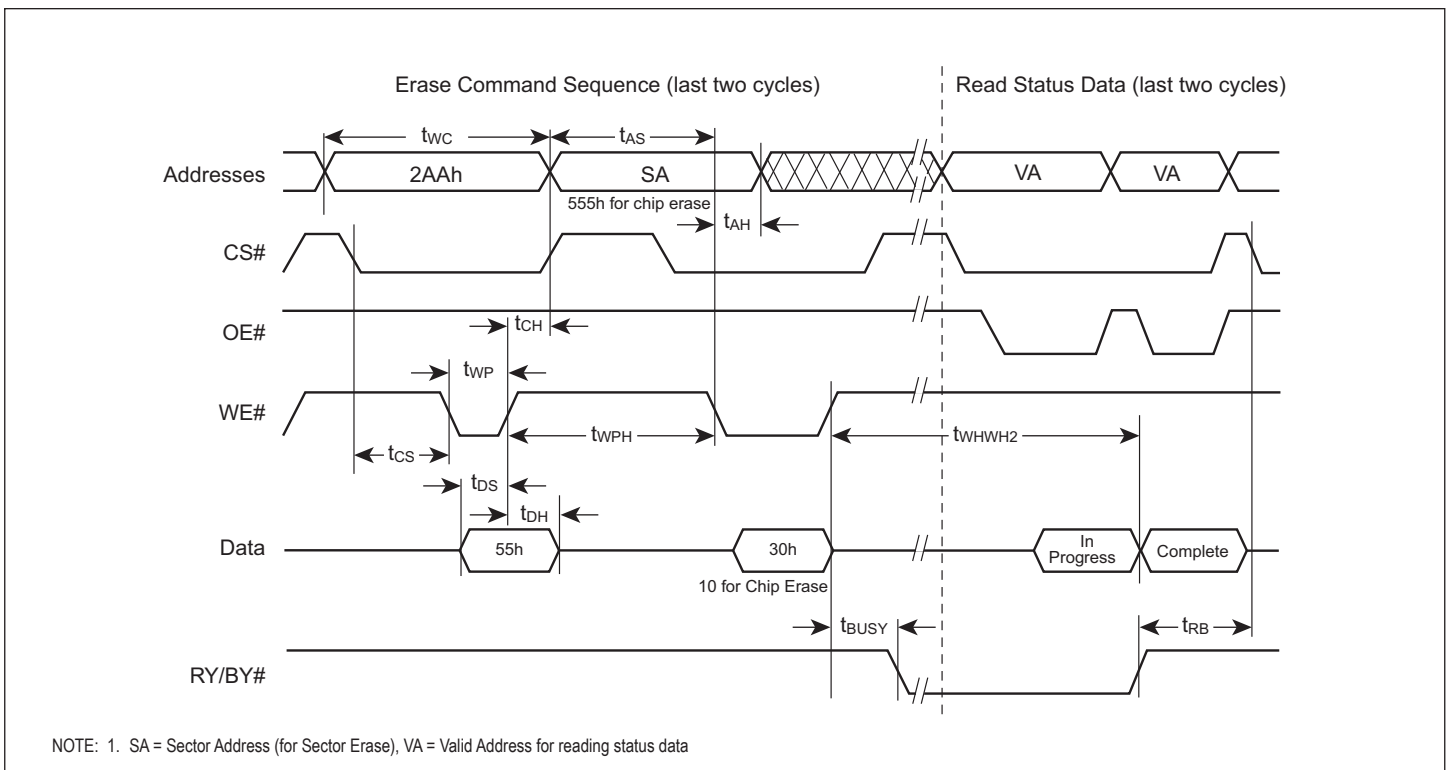 Erase Command Sequence (last two cycles)
Read Status Data (last two cycles)
tWC
tAS
Addresses
2AAh
SA
VA
VA
555h for chip erase
tAH
CS#
tCH
OE#
tWP
WE#
tWPH
tWHWH2
tCS
tDS
tDH
Data
55h
30h
In
Progress
Complete
10 for Chip Erase
tBUSY
tRB
RY/BY#
NOTE: 1. SA = Sector Address (for Sector Erase), VA = Valid Address for reading status data